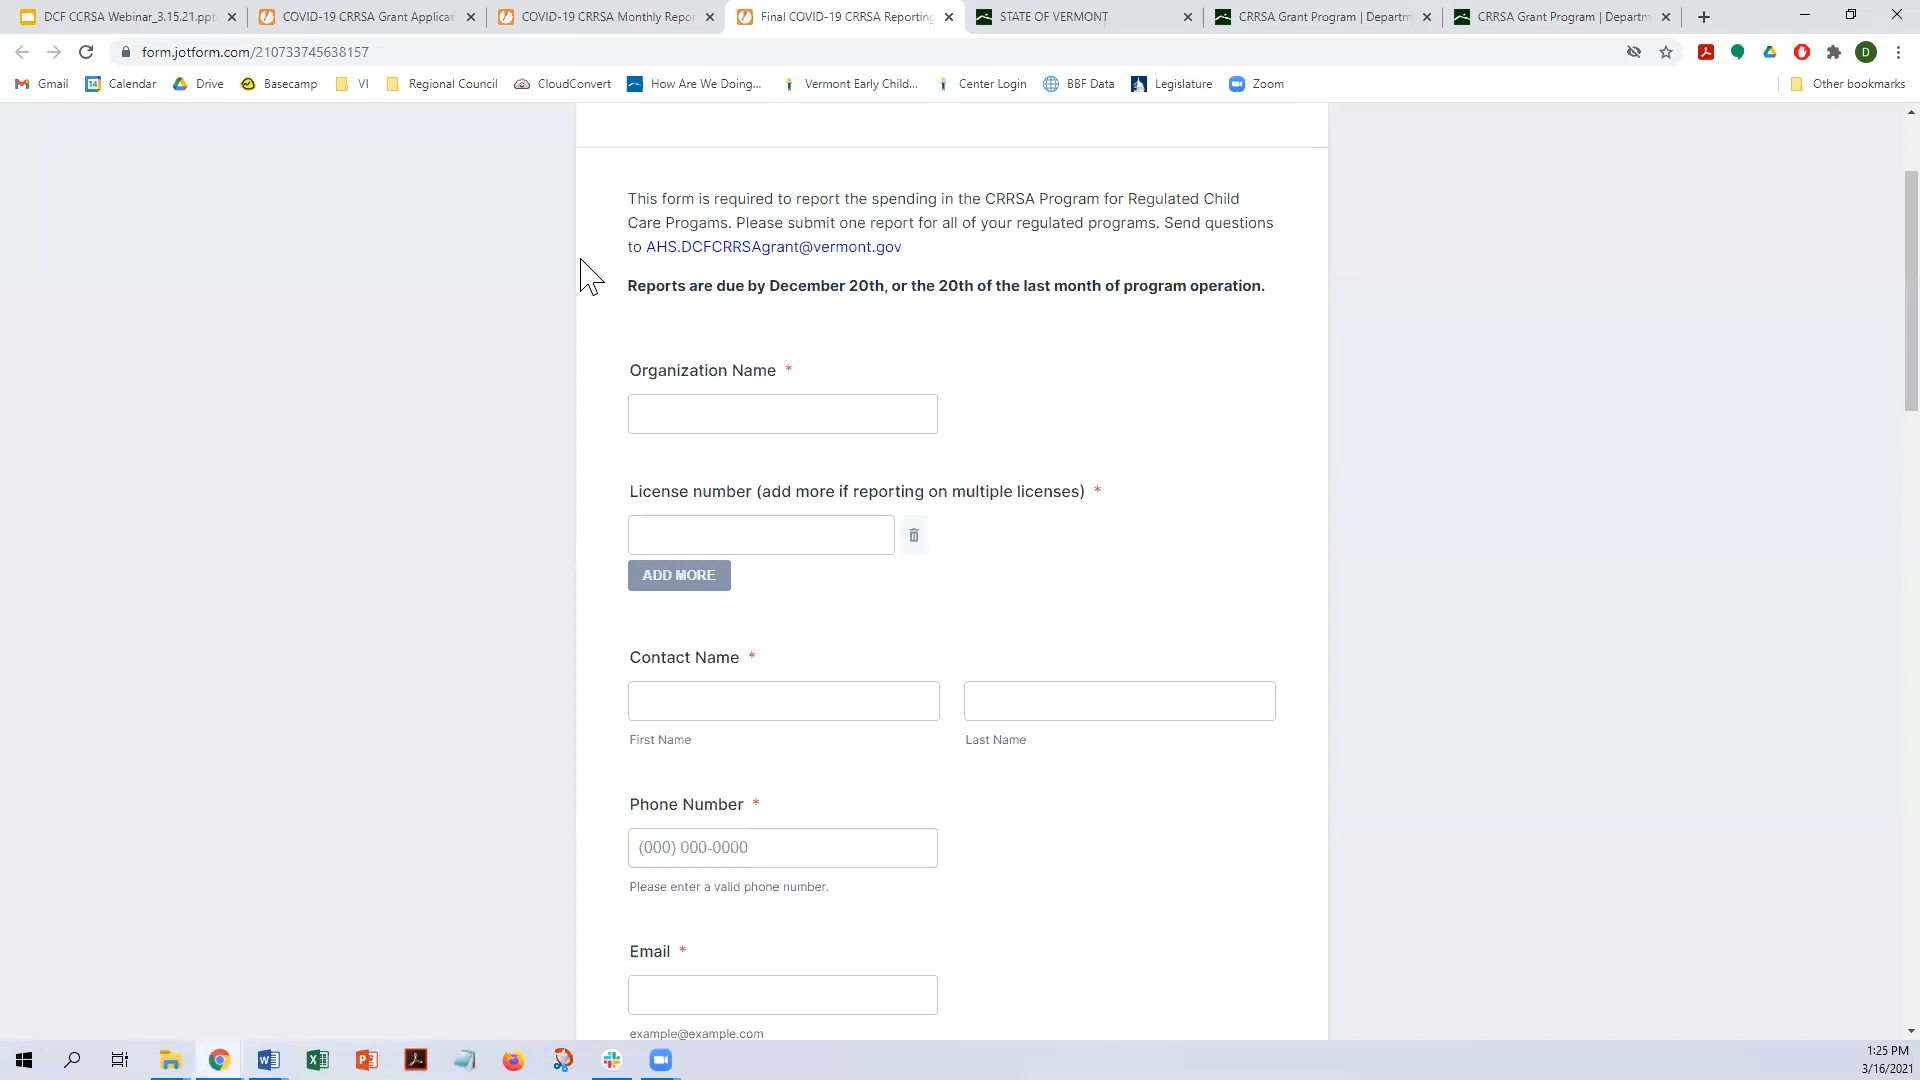 DCF CCRSA Webinar_3.15.21.ppt
COVID-19 CRRSA Grant Applicat
COVID-19 CRRSA Monthly Repor
Final COVID-19 CRRSA Reporting
STATE OF VERMONT
CRRSA Grant Program | Departm
CRRSA Grant Program | Departm
form.jotform.com/210733745638157
D
Gmail
14
Calendar
Drive
Basecamp
VI
Regional Council
CloudConvert
How Are We Doing...
Vermont Early Child...
Center Login
BBF Data
Legislature
Zoom
Other bookmarks
This form is required to report the spending in the CRRSA Program for Regulated Child
Care Progams. Please submit one report for all of your regulated programs. Send questions
to AHS.DCFCRRSAgrant@vermont.gov
Reports are due by December 20th, or the 20th of the last month of program operation.
Organization Name *
License number (add more if reporting on multiple licenses) *
ADD MORE
Contact Name *
First Name
Last Name
Phone Number *
(000) 000-0000
Please enter a valid phone number.
Email *
example@example.com
1:25 PM
3/16/2021